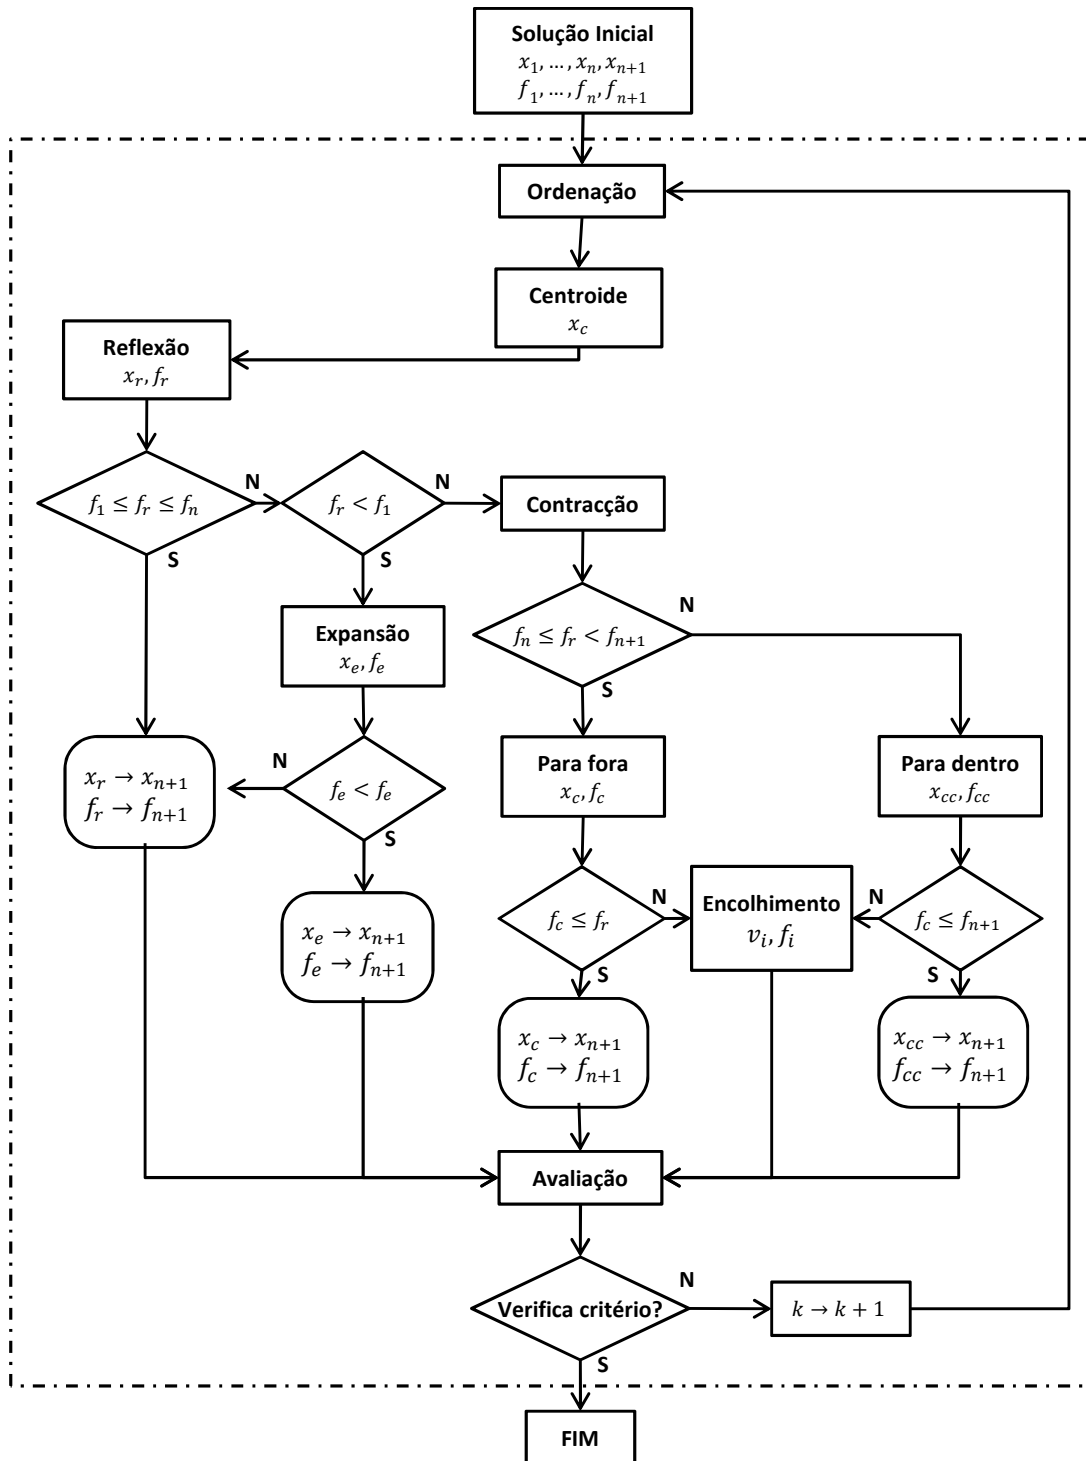 Solução Inicial
x_1, …, x_n, x_{n+1}
f_1, …, f_n, f_{n+1}
Ordenação
Centroide
x_c
Reflexão
x_r, f_r
f_1 ≤ f_r ≤ f_n
N
S
f_r < f_1
N
S
Contracção
Expansão
x_e, f_e
f_n ≤ f_r < f_{n+1}
N
S
x_r → x_{n+1}
f_r → f_{n+1}
N
f_e < f_e
S
Para fora
x_c, f_c
Para dentro
x_{cc}, f_{cc}
x_e → x_{n+1}
f_e → f_{n+1}
f_c ≤ f_r
N
S
Encolhimento
v_i, f_i
N
f_c ≤ f_{n+1}
S
x_c → x_{n+1}
f_c → f_{n+1}
x_{cc} → x_{n+1}
f_{cc} → f_{n+1}
Avaliação
Verifica critério?
N
S
k → k + 1
FIM